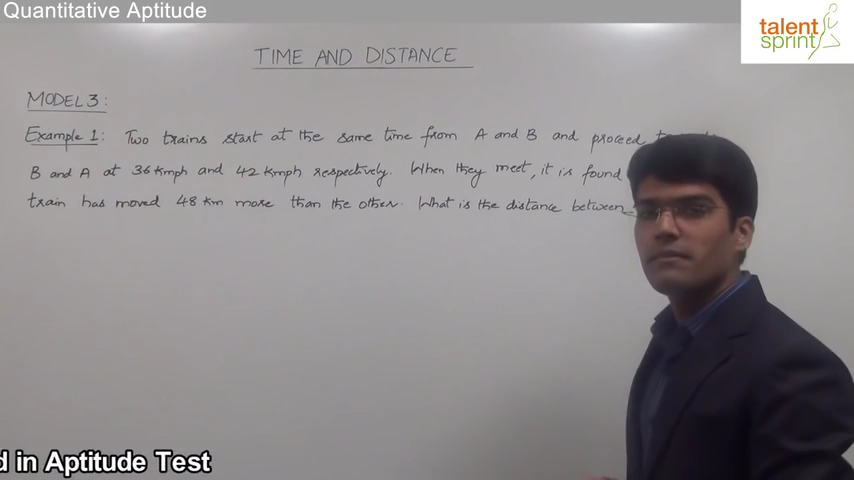 Quantitative Aptitude
talent
sprint
TIME AND DISTANCE
MODEL 3:
Example 1: Two trains start at the same time from A and B and proceed
B and A at 36 Kmph and 42 Kmph respectively. When they meet, it is found
train has moved 48 Km more than the other. What is the distance between
d in Aptitude Test